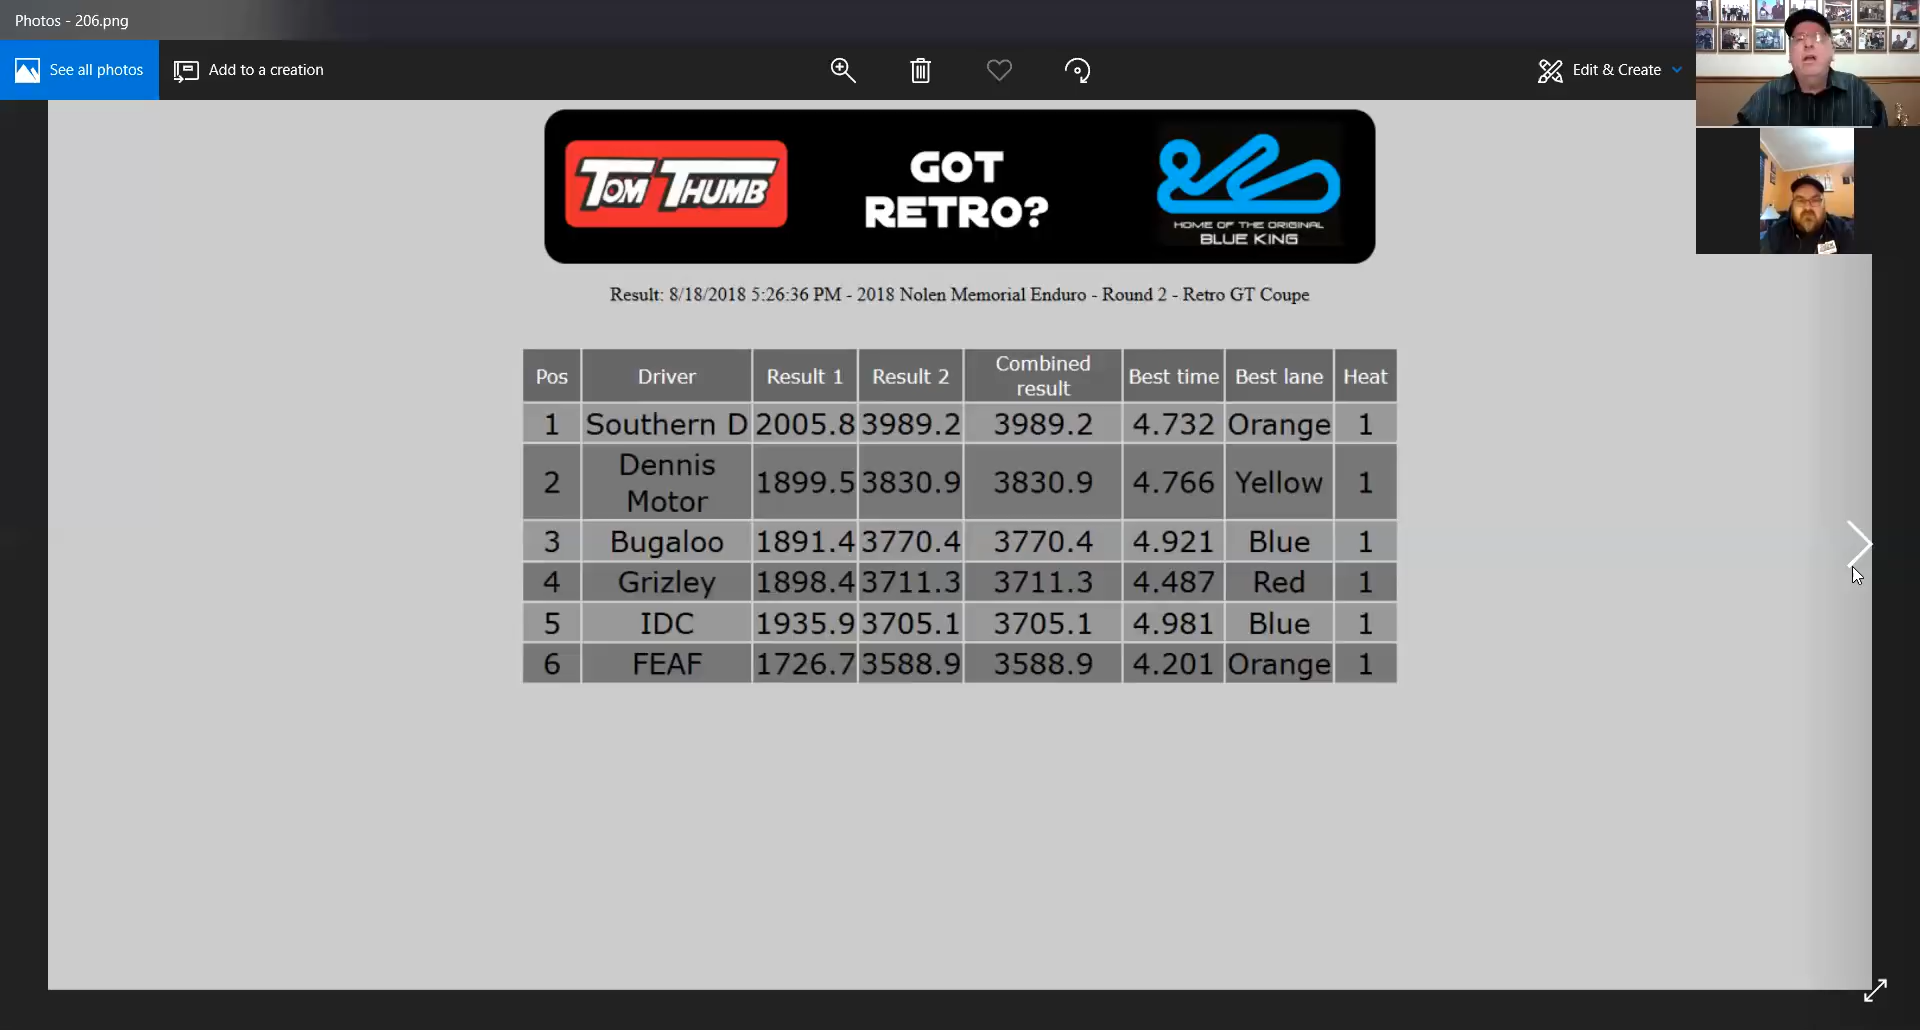 Photos - 206.png
See all photos
Add to a creation
Edit & Create
TOM THUMB
GOT
RETRO?
HOME OF THE ORIGINAL
BLUE KING
Result: 8/18/2018 5:26:36 PM - 2018 Nolen Memorial Enduro - Round 2 - Retro GT Coupe
Pos Driver Result 1 Result 2 Combined result Best time Best lane Heat
1 Southern D 2005.8 3989.2 3989.2 4.732 Orange 1
2 Dennis Motor 1899.5 3830.9 3830.9 4.766 Yellow 1
3 Bugaloo 1891.4 3770.4 3770.4 4.921 Blue 1
4 Grizley 1898.4 3711.3 3711.3 4.487 Red 1
5 IDC 1935.9 3705.1 3705.1 4.981 Blue 1
6 FEAF 1726.7 3588.9 3588.9 4.201 Orange 1